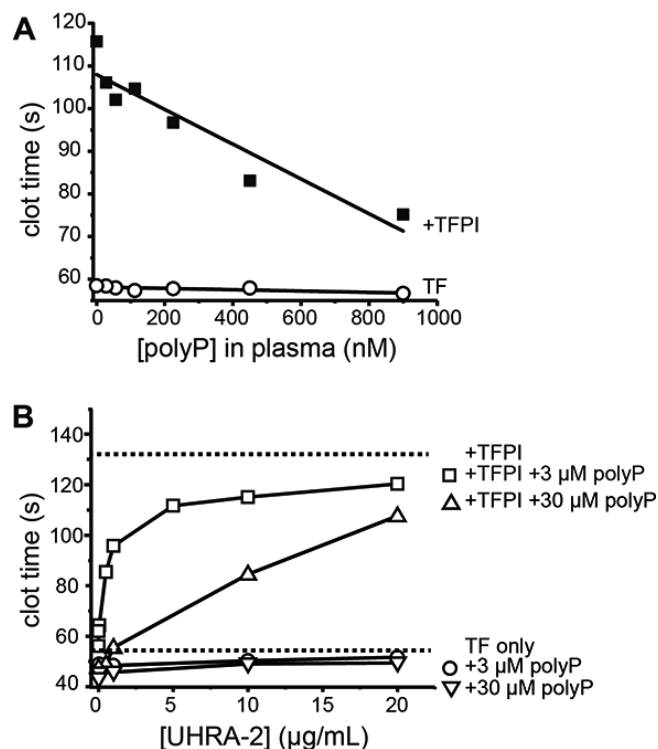 A
120
110
100
90
80
70
60
clot time (s)
+TFPI
TF
0 200 400 600 800 1000
[polyP] in plasma (nM)
B
140
120
100
80
60
40
clot time (s)
+TFPI
+TFPI +3 μM polyP
+TFPI +30 μM polyP
TF only
+3 μM polyP
+30 μM polyP
0 5 10 15 20
[UHRA-2] (μg/mL)